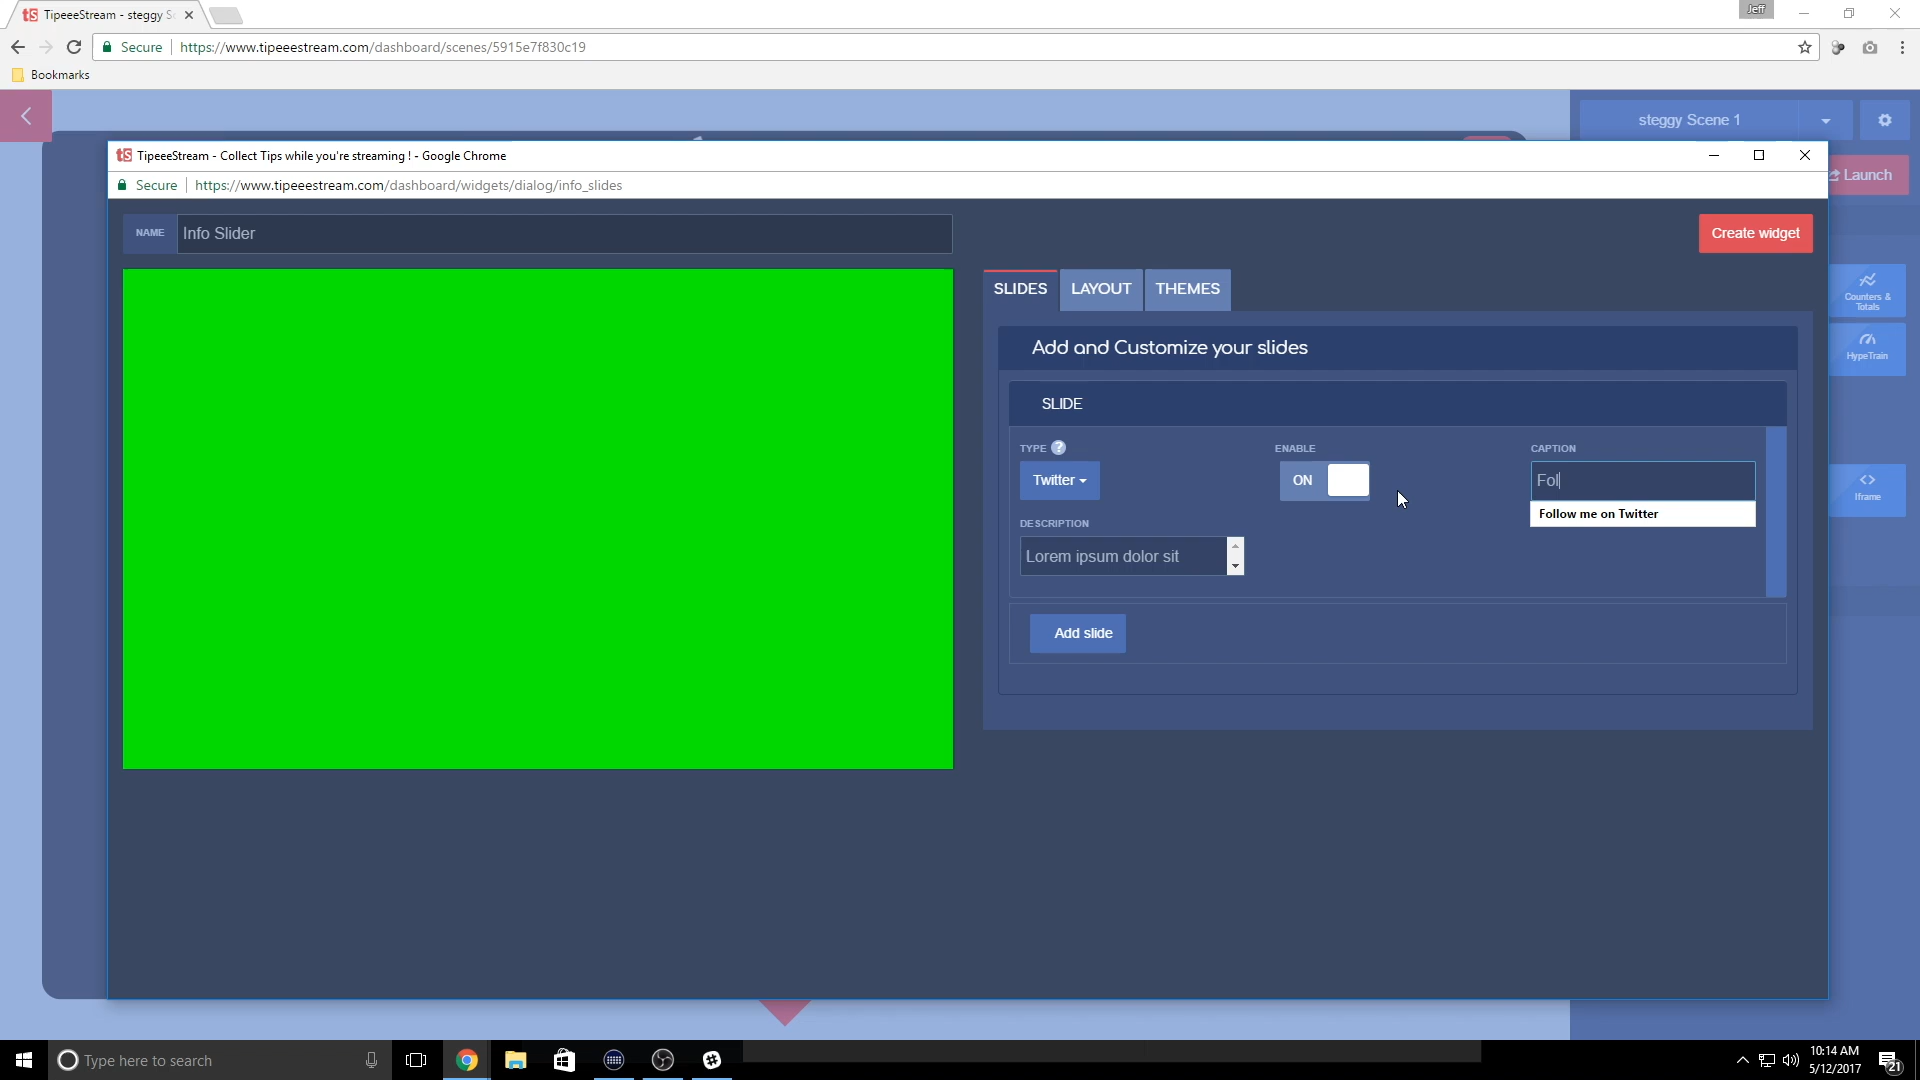 TipeeeStream - steggy Sc
Jeff
Secure
https://www.tipeeestream.com/dashboard/scenes/5915e7f830c19
Bookmarks
steggy Scene 1
Launch
TipeeeStream - Collect Tips while you're streaming ! - Google Chrome
Secure
https://www.tipeeestream.com/dashboard/widgets/dialog/info_slides
NAME
Info Slider
Create widget
SLIDES
LAYOUT
THEMES
Counters &
Totals
Add and Customize your slides
HypeTrain
SLIDE
TYPE ?
ENABLE
CAPTION
Twitter
ON
Fol
Iframe
Follow me on Twitter
DESCRIPTION
Lorem ipsum dolor sit
Add slide
Type here to search
10:14 AM
5/12/2017
21